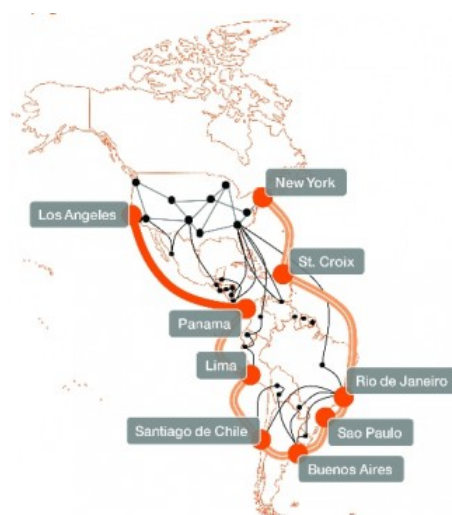 New York
Los Angeles
St. Croix
Panama
Lima
Rio de Janeiro
Santiago de Chile
Sao Paulo
Buenos Aires